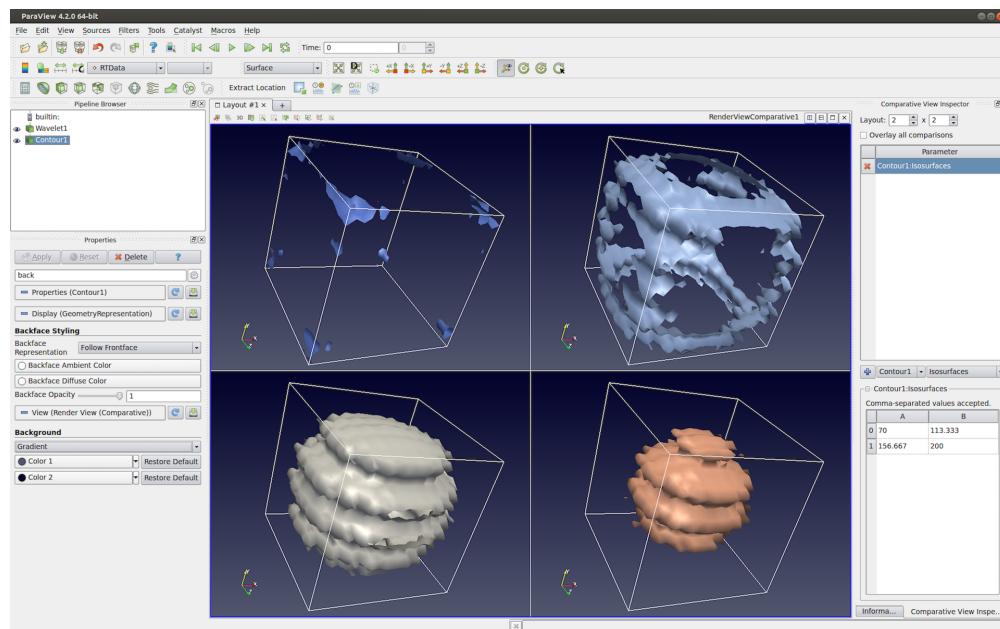 ParaView 4.2.0 64-bit
File Edit View Sources Filters Tools Catalyst Macros Help
Time: 0 0
RTData Surface
Extract Location
Pipeline Browser
builtin:
Wavelet1
Contour1
Properties
Apply Reset Delete ?
back
Properties (Contour1)
Display (GeometryRepresentation)
Backface Styling
Backface Representation Follow Frontface
Backface Ambient Color
Backface Diffuse Color
Backface Opacity 1
View (Render View (Comparative))
Background
Gradient
Color 1 Restore Default
Color 2 Restore Default
Layout #1 × +
3D RenderViewComparative1
Comparative View Inspector
Layout: 2 x 2
Overlay all comparisons
Parameter
Contour1:Isosurfaces
Contour1 Isosurfaces
Contour1:Isosurfaces
Comma-separated values accepted.
A B
0 70 113.333
1 156.667 200
Informa... Comparative View Inspe..